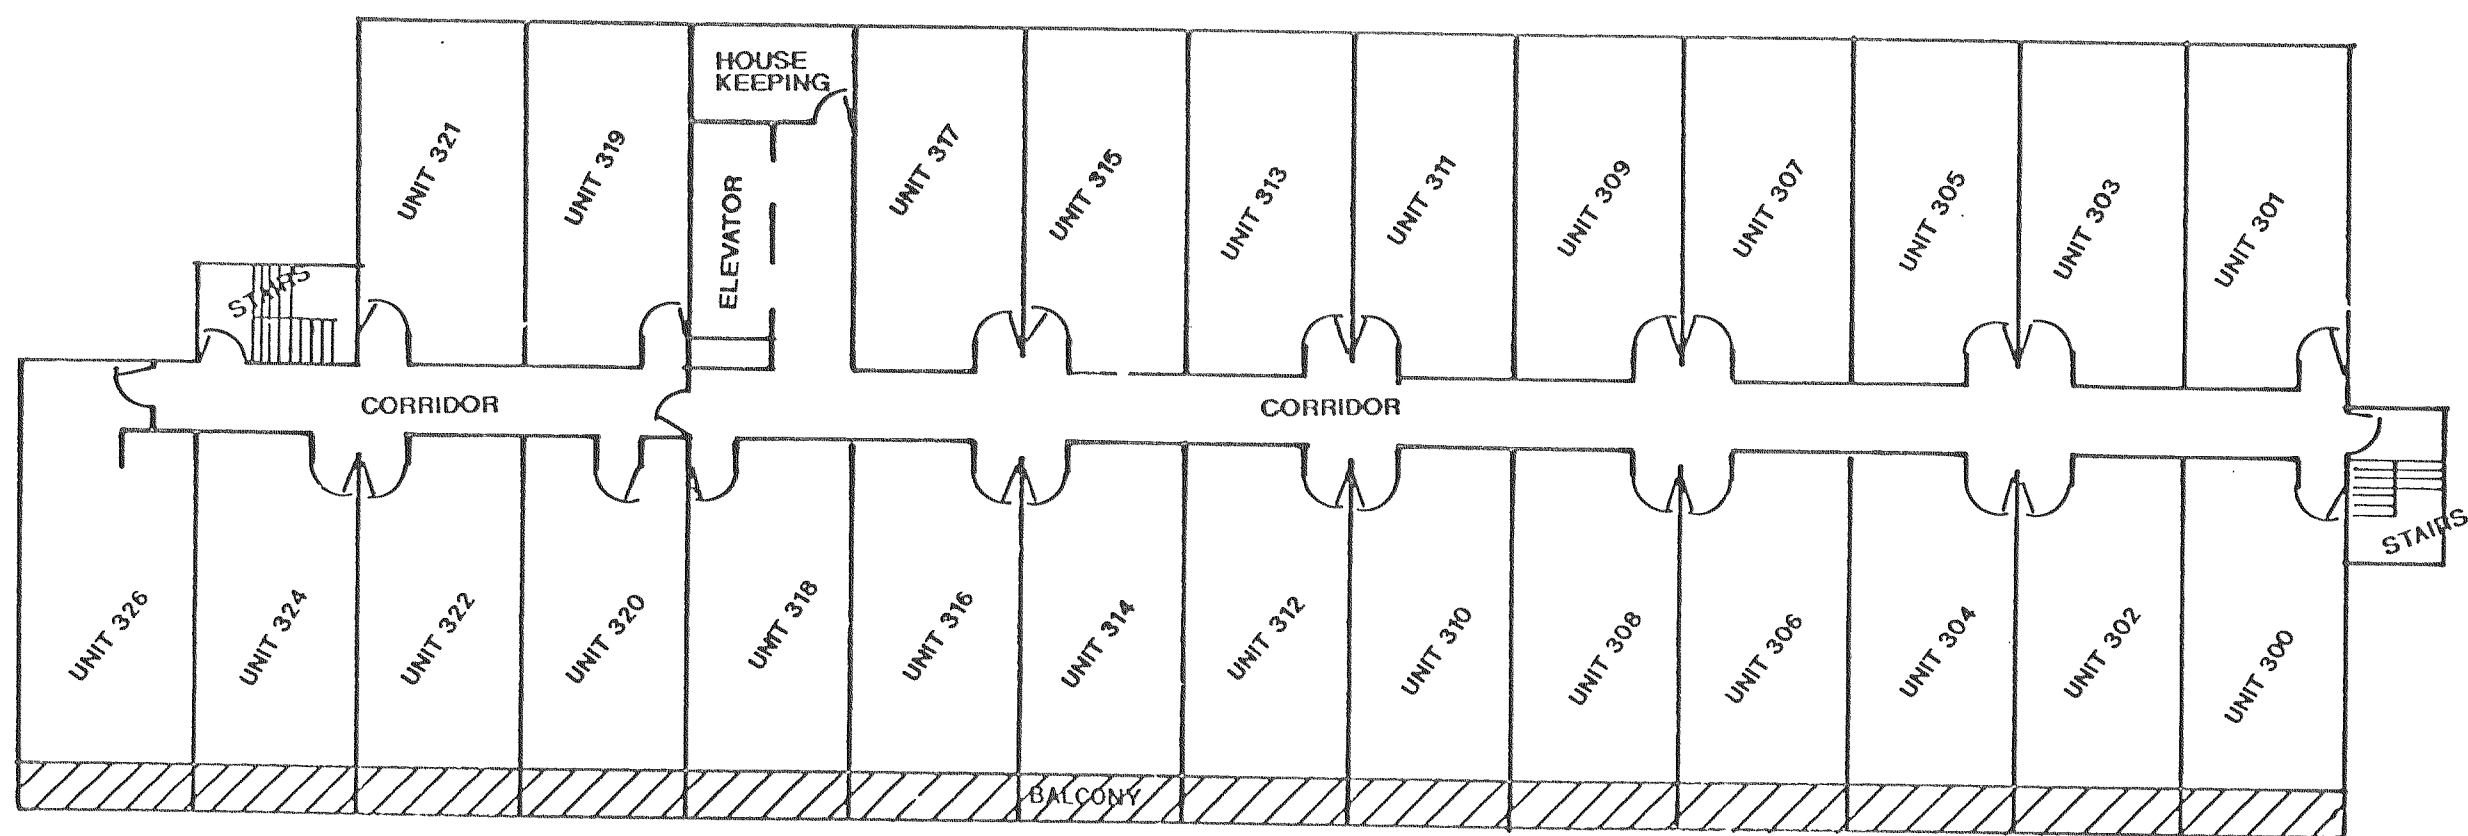 HOUSE
KEEPING
UNIT 321
UNIT 319
ELEVATOR
UNIT 317
UNIT 315
UNIT 313
UNIT 311
UNIT 309
UNIT 307
UNIT 305
UNIT 303
UNIT 301
STAIRS
CORRIDOR
CORRIDOR
STAIRS
UNIT 326
UNIT 324
UNIT 322
UNIT 320
UNIT 318
UNIT 316
UNIT 314
UNIT 312
UNIT 310
UNIT 308
UNIT 306
UNIT 304
UNIT 302
UNIT 300
BALCONY